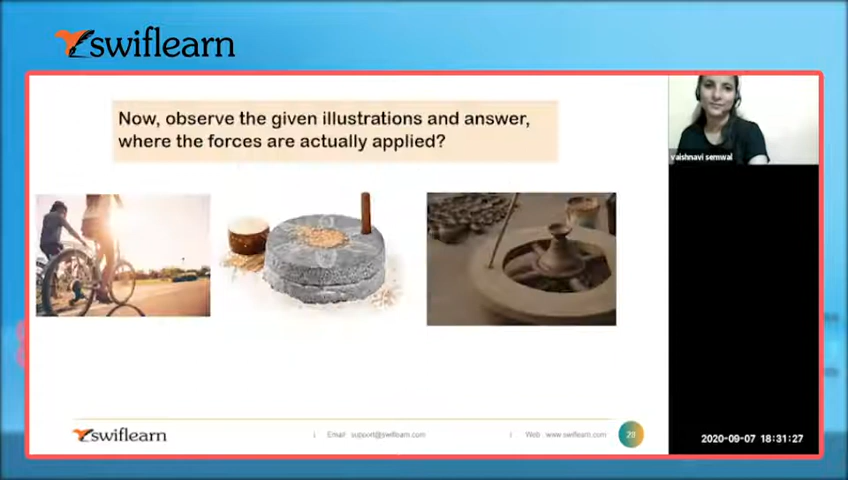 swiflearn
Now, observe the given illustrations and answer,
where the forces are actually applied?
vaishnavi semwal
swiflearn
Email: support@swiflearn.com
Web: www.swiflearn.com
2020-09-07 18:31:27